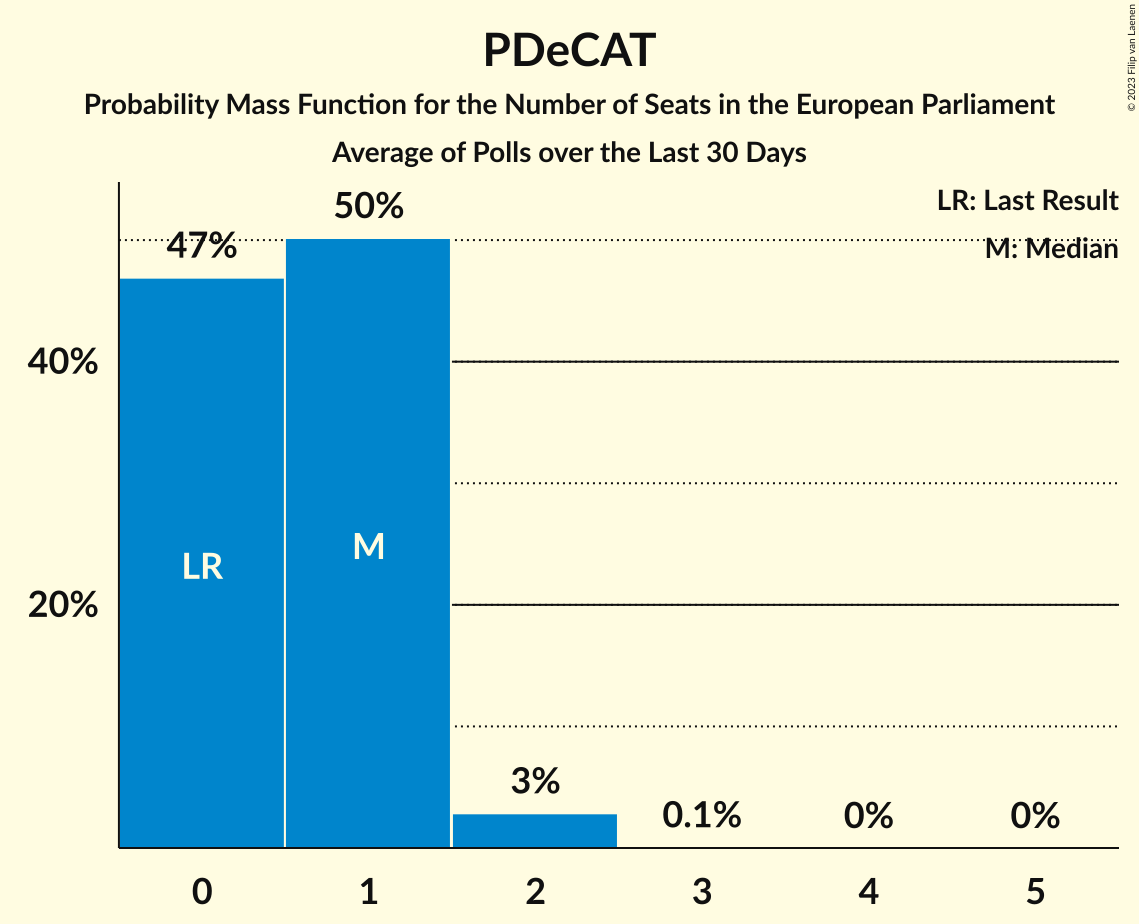 PDeCAT
Probability Mass Function for the Number of Seats in the European Parliament
Average of Polls over the Last 30 Days
© 2023 Filip van Laenen
LR: Last Result
M: Median
50%
47%
40%
20%
LR
M
3%
0.1%
0%
0%
0
1
2
3
4
5